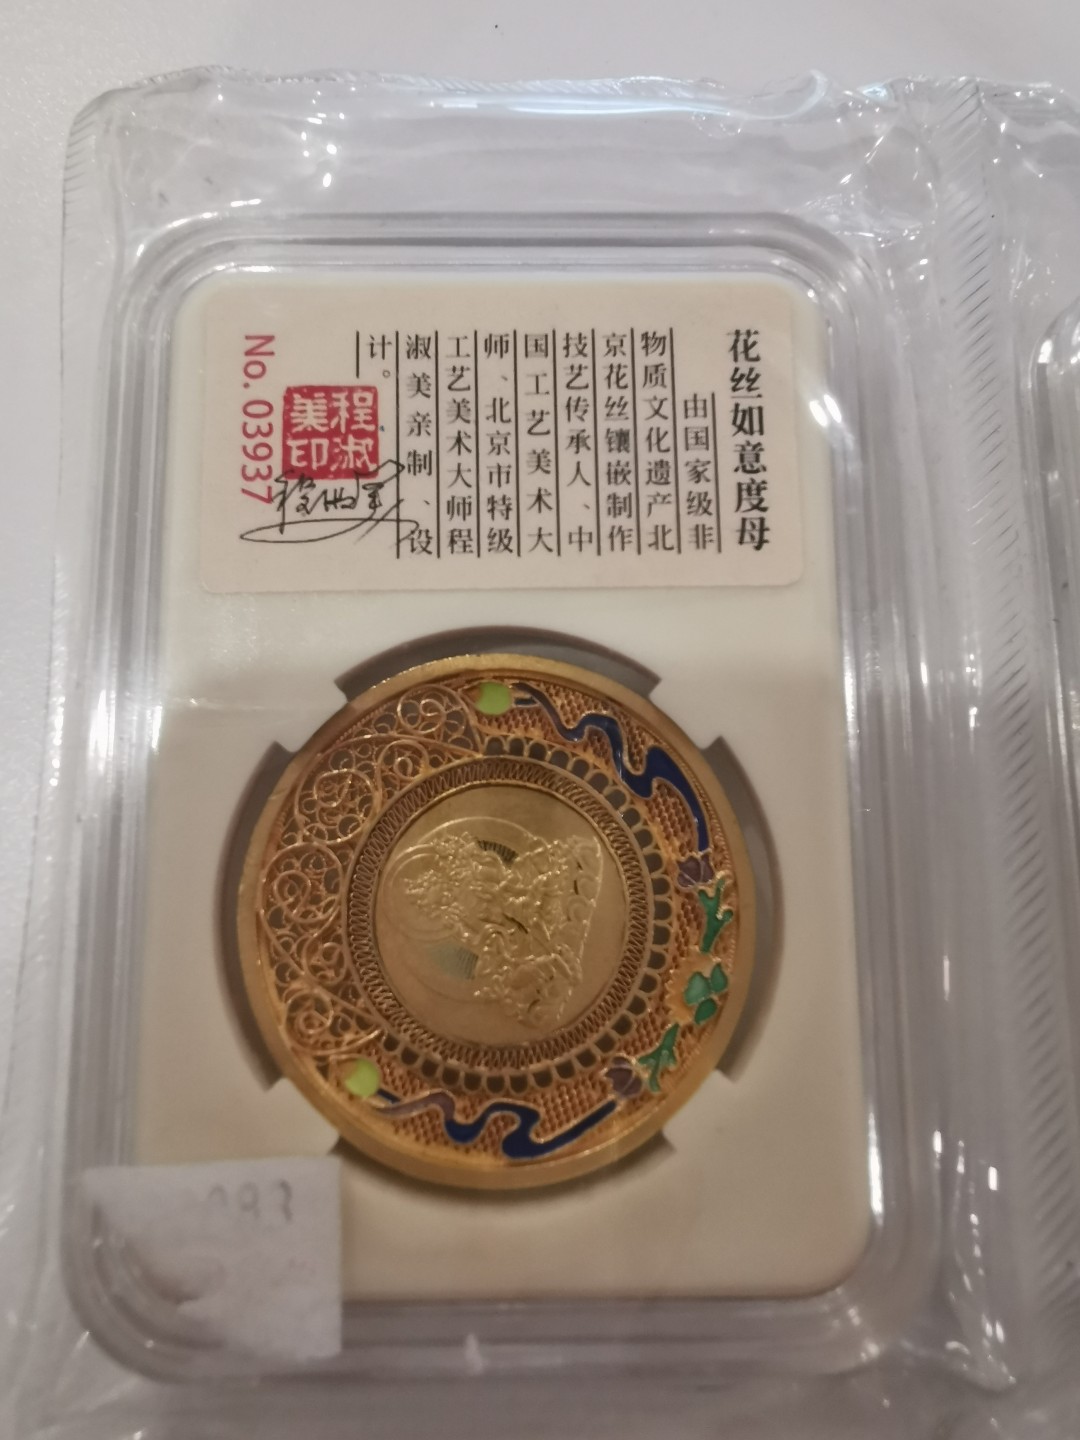 花丝如意度母
由国家级非
物质文化遗产北
京花丝镶嵌制作
技艺传承人、中
国工艺美术大
师、北京市特级
工艺美术大师程
淑美亲制、设
计。
程淑
美印
No. 03937